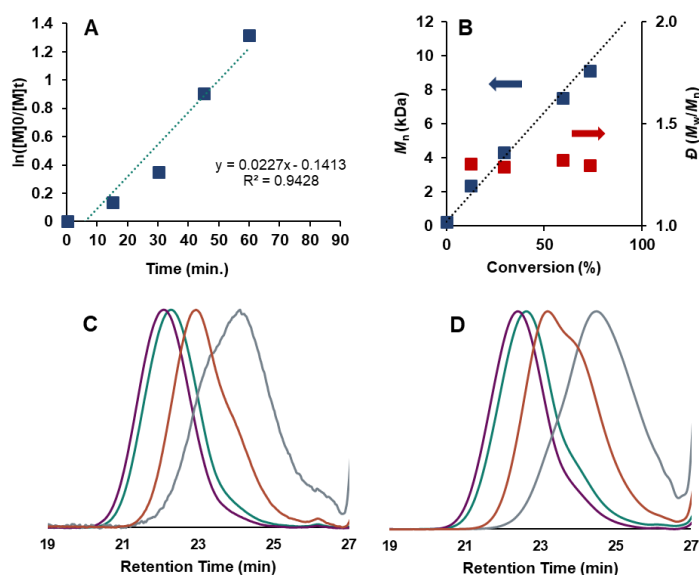 A
ln([M]0/[M]t)
1.4
1.2
1
0.8
0.6
0.4
0.2
0
0 10 20 30 40 50 60 70 80 90
y = 0.0227x - 0.1413
R² = 0.9428
Time (min.)
B
Mn (kDa)
12
10
8
6
4
2
0
0 50 100
2.0
1.5
1.0
Đ (Mw/Mn)
Conversion (%)
C
19 21 23 25 27
Retention Time (min)
D
19 21 23 25 27
Retention Time (min)